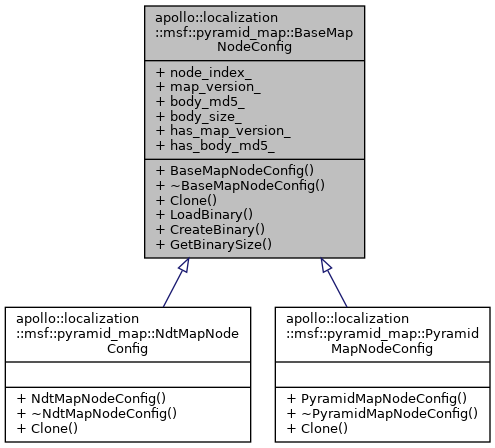 apollo::localization
::msf::pyramid_map::BaseMap
NodeConfig
+ node_index_
+ map_version_
+ body_md5_
+ body_size_
+ has_map_version_
+ has_body_md5_
+ BaseMapNodeConfig()
+ ~BaseMapNodeConfig()
+ Clone()
+ LoadBinary()
+ CreateBinary()
+ GetBinarySize()
apollo::localization
::msf::pyramid_map::NdtMapNode
Config
+ NdtMapNodeConfig()
+ ~NdtMapNodeConfig()
+ Clone()
apollo::localization
::msf::pyramid_map::Pyramid
MapNodeConfig
+ PyramidMapNodeConfig()
+ ~PyramidMapNodeConfig()
+ Clone()